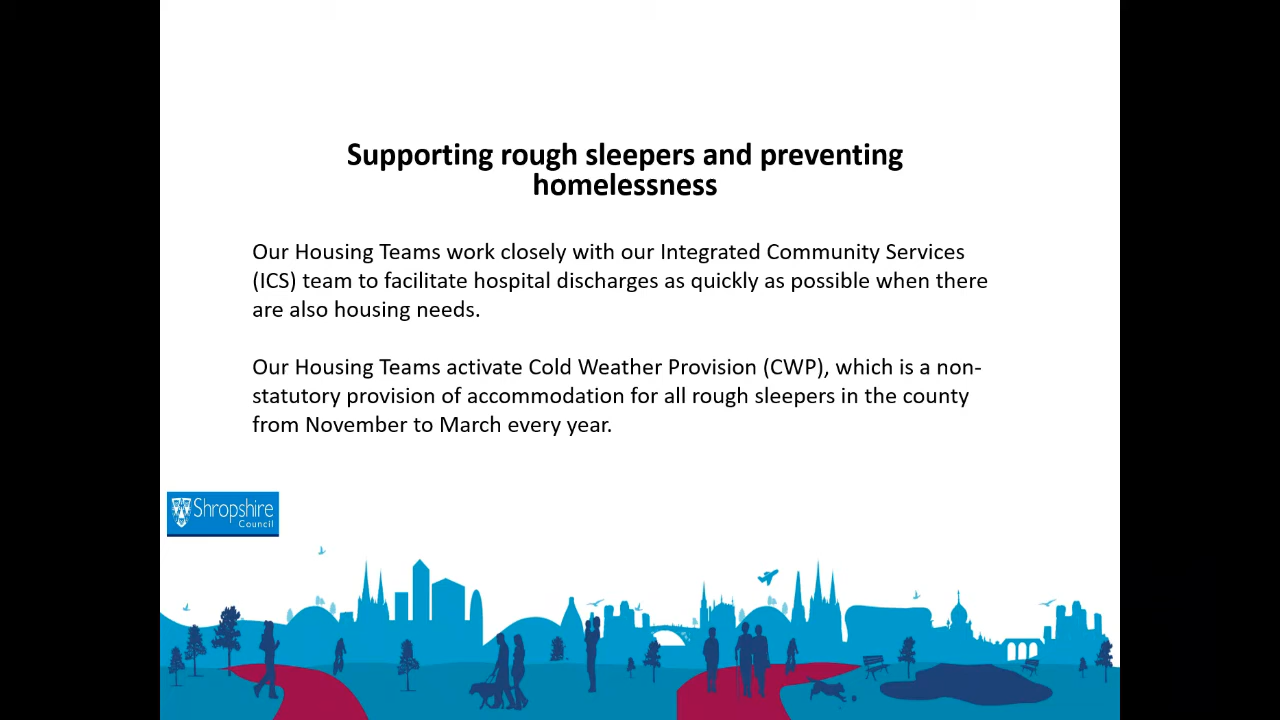 Supporting rough sleepers and preventing
homelessness
Our Housing Teams work closely with our Integrated Community Services
(ICS) team to facilitate hospital discharges as quickly as possible when there
are also housing needs.
Our Housing Teams activate Cold Weather Provision (CWP), which is a non-
statutory provision of accommodation for all rough sleepers in the county
from November to March every year.
Shropshire
Council